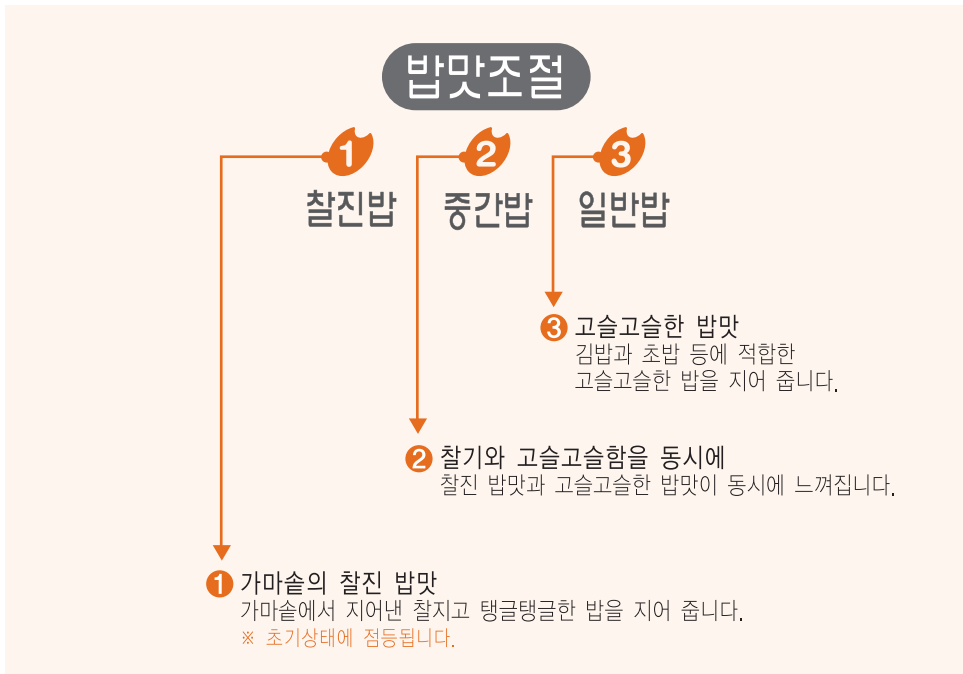 밥맛조절
1 2 3
찰진밥 중간밥 일반밥
3 고슬고슬한 밥맛
김밥과 초밥 등에 적합한
고슬고슬한 밥을 지어 줍니다.
2 찰기와 고슬고슬함을 동시에
찰진 밥맛과 고슬고슬한 밥맛이 동시에 느껴집니다.
1 가마솥의 찰진 밥맛
가마솥에서 지어낸 찰지고 탱글탱글한 밥을 지어 줍니다.
※ 초기상태에 점등됩니다.